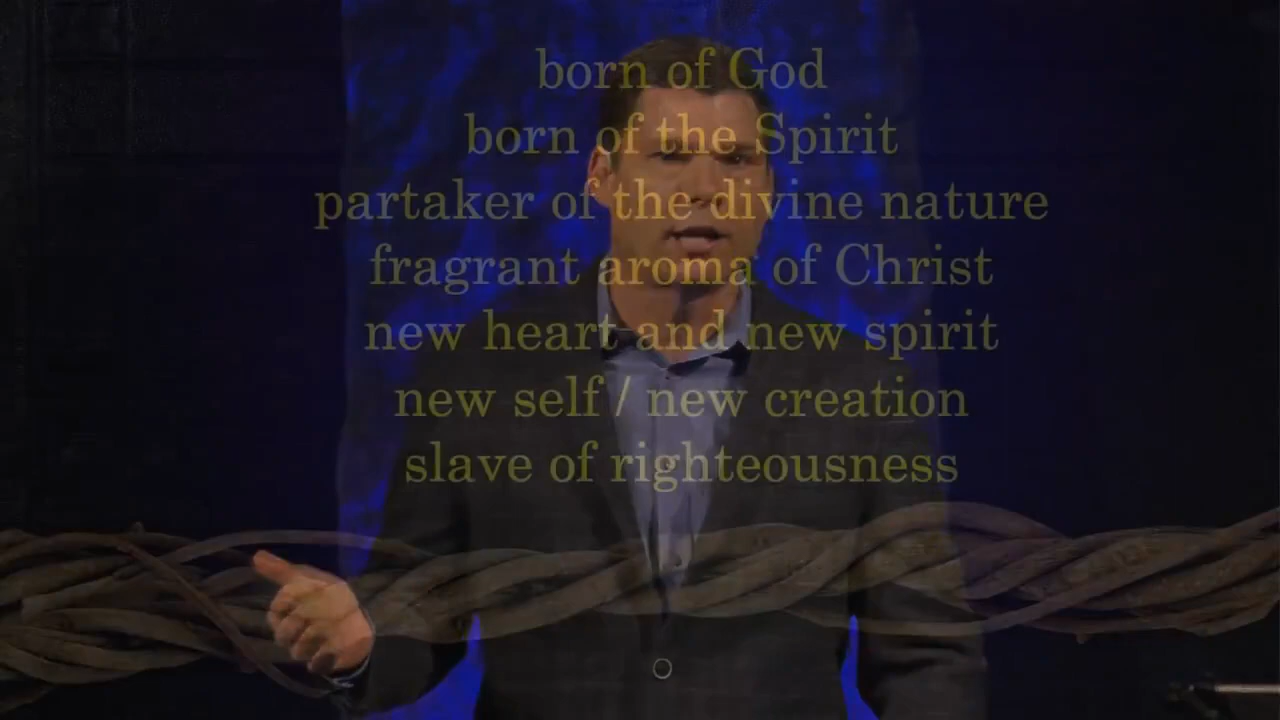 born of God
born of the Spirit
partaker of the divine nature
fragrant aroma of Christ
new heart and new spirit
new self / new creation
slave of righteousness